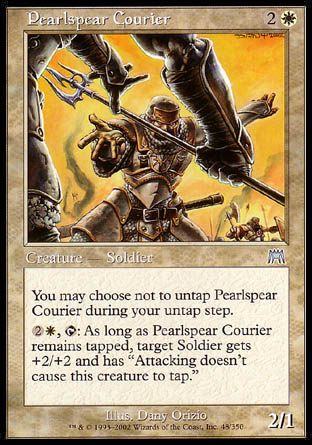 Pearlspear Courier 2
Creature — Soldier
You may choose not to untap Pearlspear
Courier during your untap step.
2, : As long as Pearlspear Courier
remains tapped, target Soldier gets
+2/+2 and has “Attacking doesn’t
cause this creature to tap.”
Illus. Dany Orizio
™ & © 1993–2002 Wizards of the Coast, Inc. 48/350
2/1